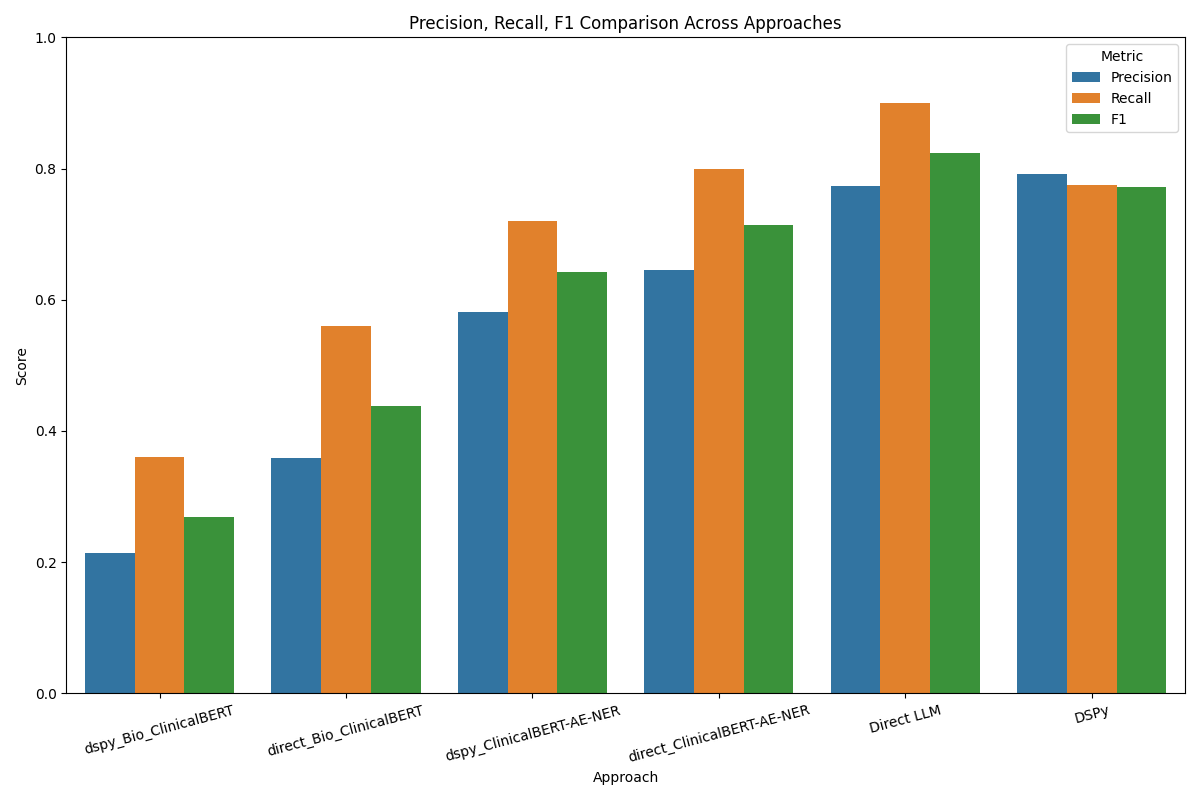 Precision, Recall, F1 Comparison Across Approaches
Metric
Precision
Recall
F1
1.0
0.8
0.6
0.4
0.2
0.0
Score
dspy_Bio_ClinicalBERT
direct_Bio_ClinicalBERT
dspy_ClinicalBERT-AE-NER
direct_ClinicalBERT-AE-NER
Direct LLM
DSPy
Approach